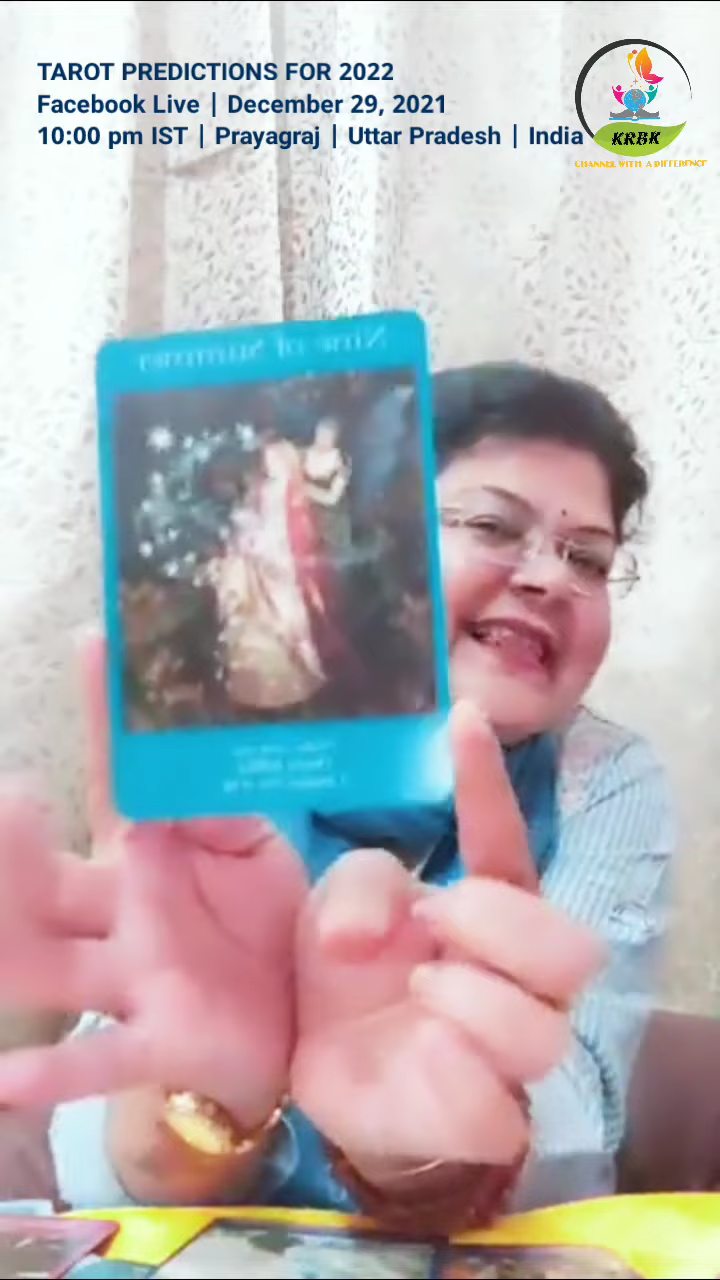 TAROT PREDICTIONS FOR 2022
Facebook Live | December 29, 2021
10:00 pm IST | Prayagraj | Uttar Pradesh | India
KRBK
CHANNEL WITH A DIFFERENCE
Nine of Summer